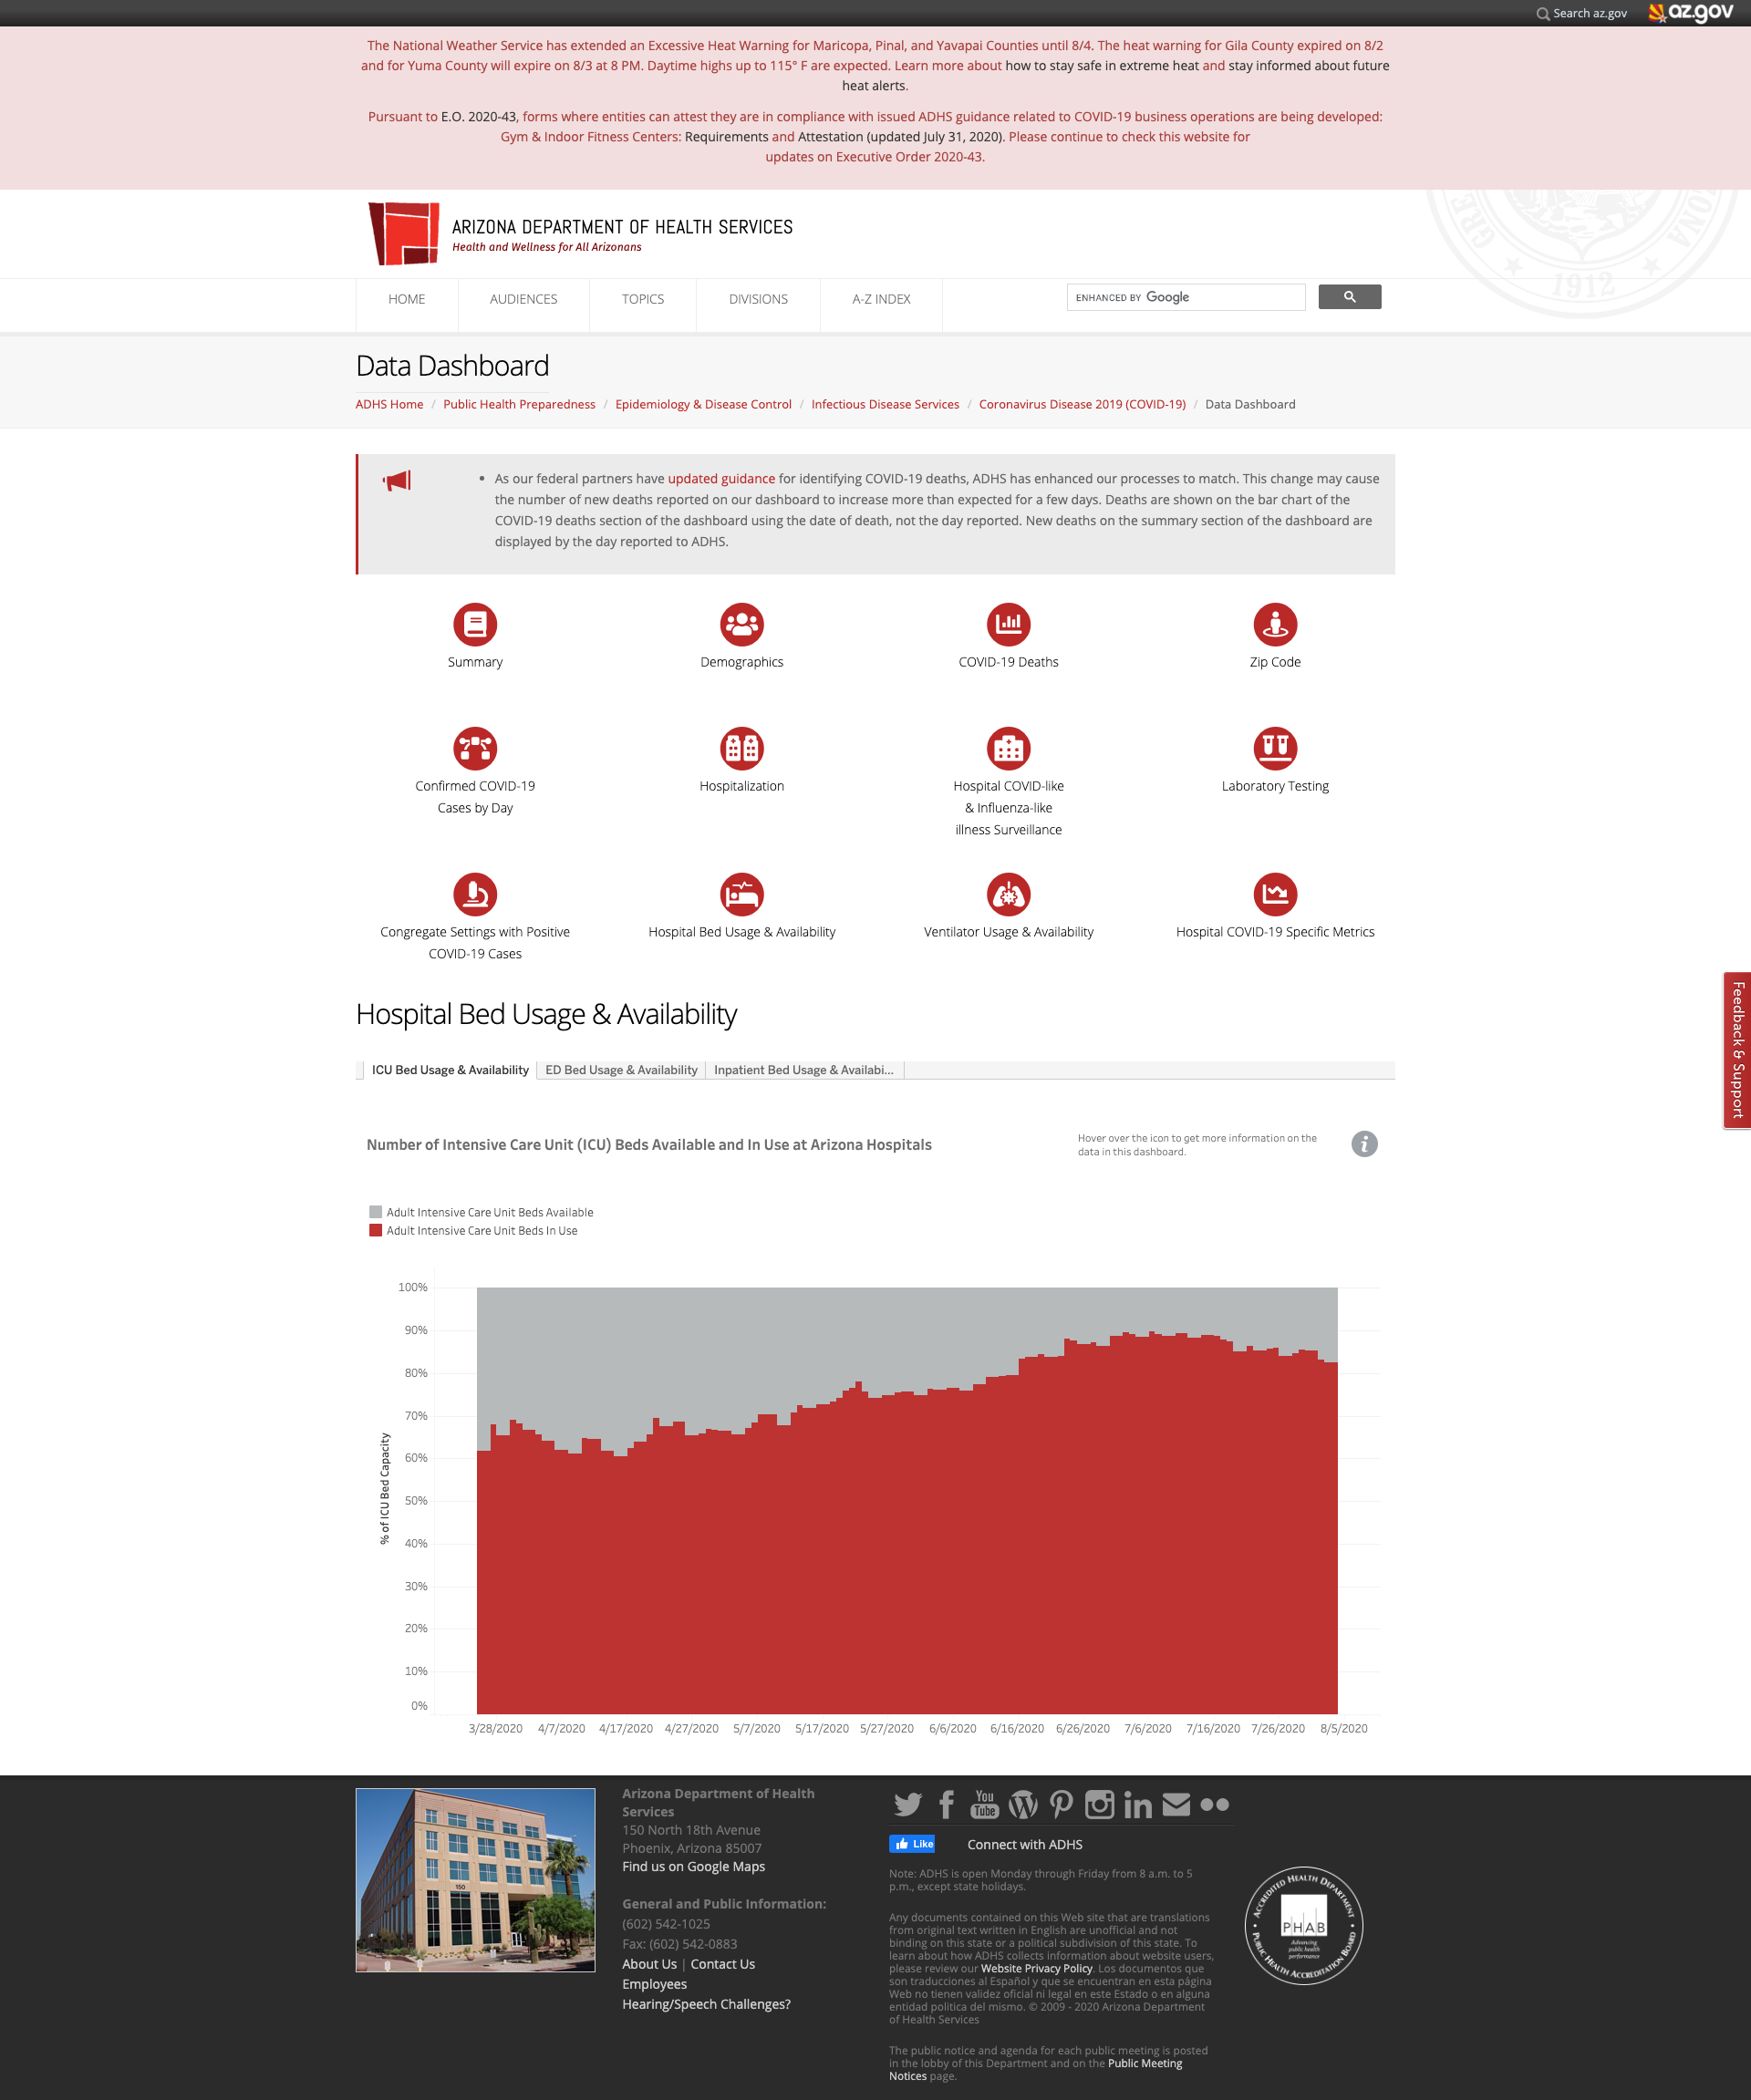 Search az.gov az.gov
The National Weather Service has extended an Excessive Heat Warning for Maricopa, Pinal, and Yavapai Counties until 8/4. The heat warning for Gila County expired on 8/2
and for Yuma County will expire on 8/3 at 8 PM. Daytime highs up to 115° F are expected. Learn more about how to stay safe in extreme heat and stay informed about future
heat alerts.
Pursuant to E.O. 2020-43, forms where entities can attest they are in compliance with issued ADHS guidance related to COVID-19 business operations are being developed:
Gym & Indoor Fitness Centers: Requirements and Attestation (updated July 31, 2020). Please continue to check this website for
updates on Executive Order 2020-43.
ARIZONA DEPARTMENT OF HEALTH SERVICES
Health and Wellness for All Arizonans
1912
HOME AUDIENCES TOPICS DIVISIONS A-Z INDEX ENHANCED BY Google
Data Dashboard
ADHS Home / Public Health Preparedness / Epidemiology & Disease Control / Infectious Disease Services / Coronavirus Disease 2019 (COVID-19) / Data Dashboard
• As our federal partners have updated guidance for identifying COVID-19 deaths, ADHS has enhanced our processes to match. This change may cause
the number of new deaths reported on our dashboard to increase more than expected for a few days. Deaths are shown on the bar chart of the
COVID-19 deaths section of the dashboard using the date of death, not the day reported. New deaths on the summary section of the dashboard are
displayed by the day reported to ADHS.
Summary
Demographics
COVID-19 Deaths
Zip Code
Confirmed COVID-19
Cases by Day
Hospitalization
Hospital COVID-like
& Influenza-like
illness Surveillance
Laboratory Testing
Congregate Settings with Positive
COVID-19 Cases
Hospital Bed Usage & Availability
Ventilator Usage & Availability
Hospital COVID-19 Specific Metrics
Feedback & Support
Hospital Bed Usage & Availability
ICU Bed Usage & Availability ED Bed Usage & Availability Inpatient Bed Usage & Availabi...
Number of Intensive Care Unit (ICU) Beds Available and In Use at Arizona Hospitals
Hover over the icon to get more information on the
data in this dashboard.
i
Adult Intensive Care Unit Beds Available
Adult Intensive Care Unit Beds In Use
% of ICU Bed Capacity
100%
90%
80%
70%
60%
50%
40%
30%
20%
10%
0%
3/28/2020 4/7/2020 4/17/2020 4/27/2020 5/7/2020 5/17/2020 5/27/2020 6/6/2020 6/16/2020 6/26/2020 7/6/2020 7/16/2020 7/26/2020 8/5/2020
150
Arizona Department of Health
Services
150 North 18th Avenue
Phoenix, Arizona 85007
Find us on Google Maps
General and Public Information:
(602) 542-1025
Fax: (602) 542-0883
About Us | Contact Us
Employees
Hearing/Speech Challenges?
You
Tube
Like
Connect with ADHS
Note: ADHS is open Monday through Friday from 8 a.m. to 5
p.m., except state holidays.
Any documents contained on this Web site that are translations
from original text written in English are unofficial and not
binding on this state or a political subdivision of this state. To
learn about how ADHS collects information about website users,
please review our Website Privacy Policy. Los documentos que
son traducciones al Español y que se encuentran en esta página
Web no tienen validez oficial ni legal en este Estado o en alguna
entidad politica del mismo. © 2009 - 2020 Arizona Department
of Health Services
The public notice and agenda for each public meeting is posted
in the lobby of this Department and on the Public Meeting
Notices page.
ACCREDITED HEALTH DEPARTMENT
PHAB
Advancing
public health
performance
PUBLIC HEALTH ACCREDITATION BOARD